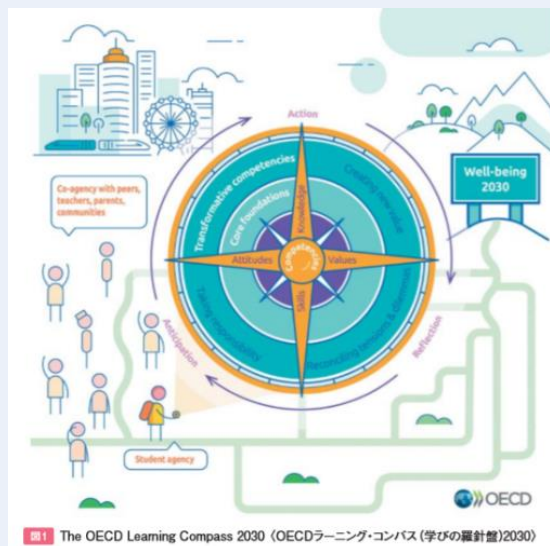 Action
Transformative competencies
Creating new value
Core foundations
Knowledge
Well-being
2030
Co-agency with peers,
teachers, parents,
communities
Attitudes
Competencies
Values
Skills
Taking responsibility
Reconciling tensions & dilemmas
Anticipation
Reflection
Student agency
OECD
図1 The OECD Learning Compass 2030〈OECDラーニング・コンパス(学びの羅針盤)2030〉